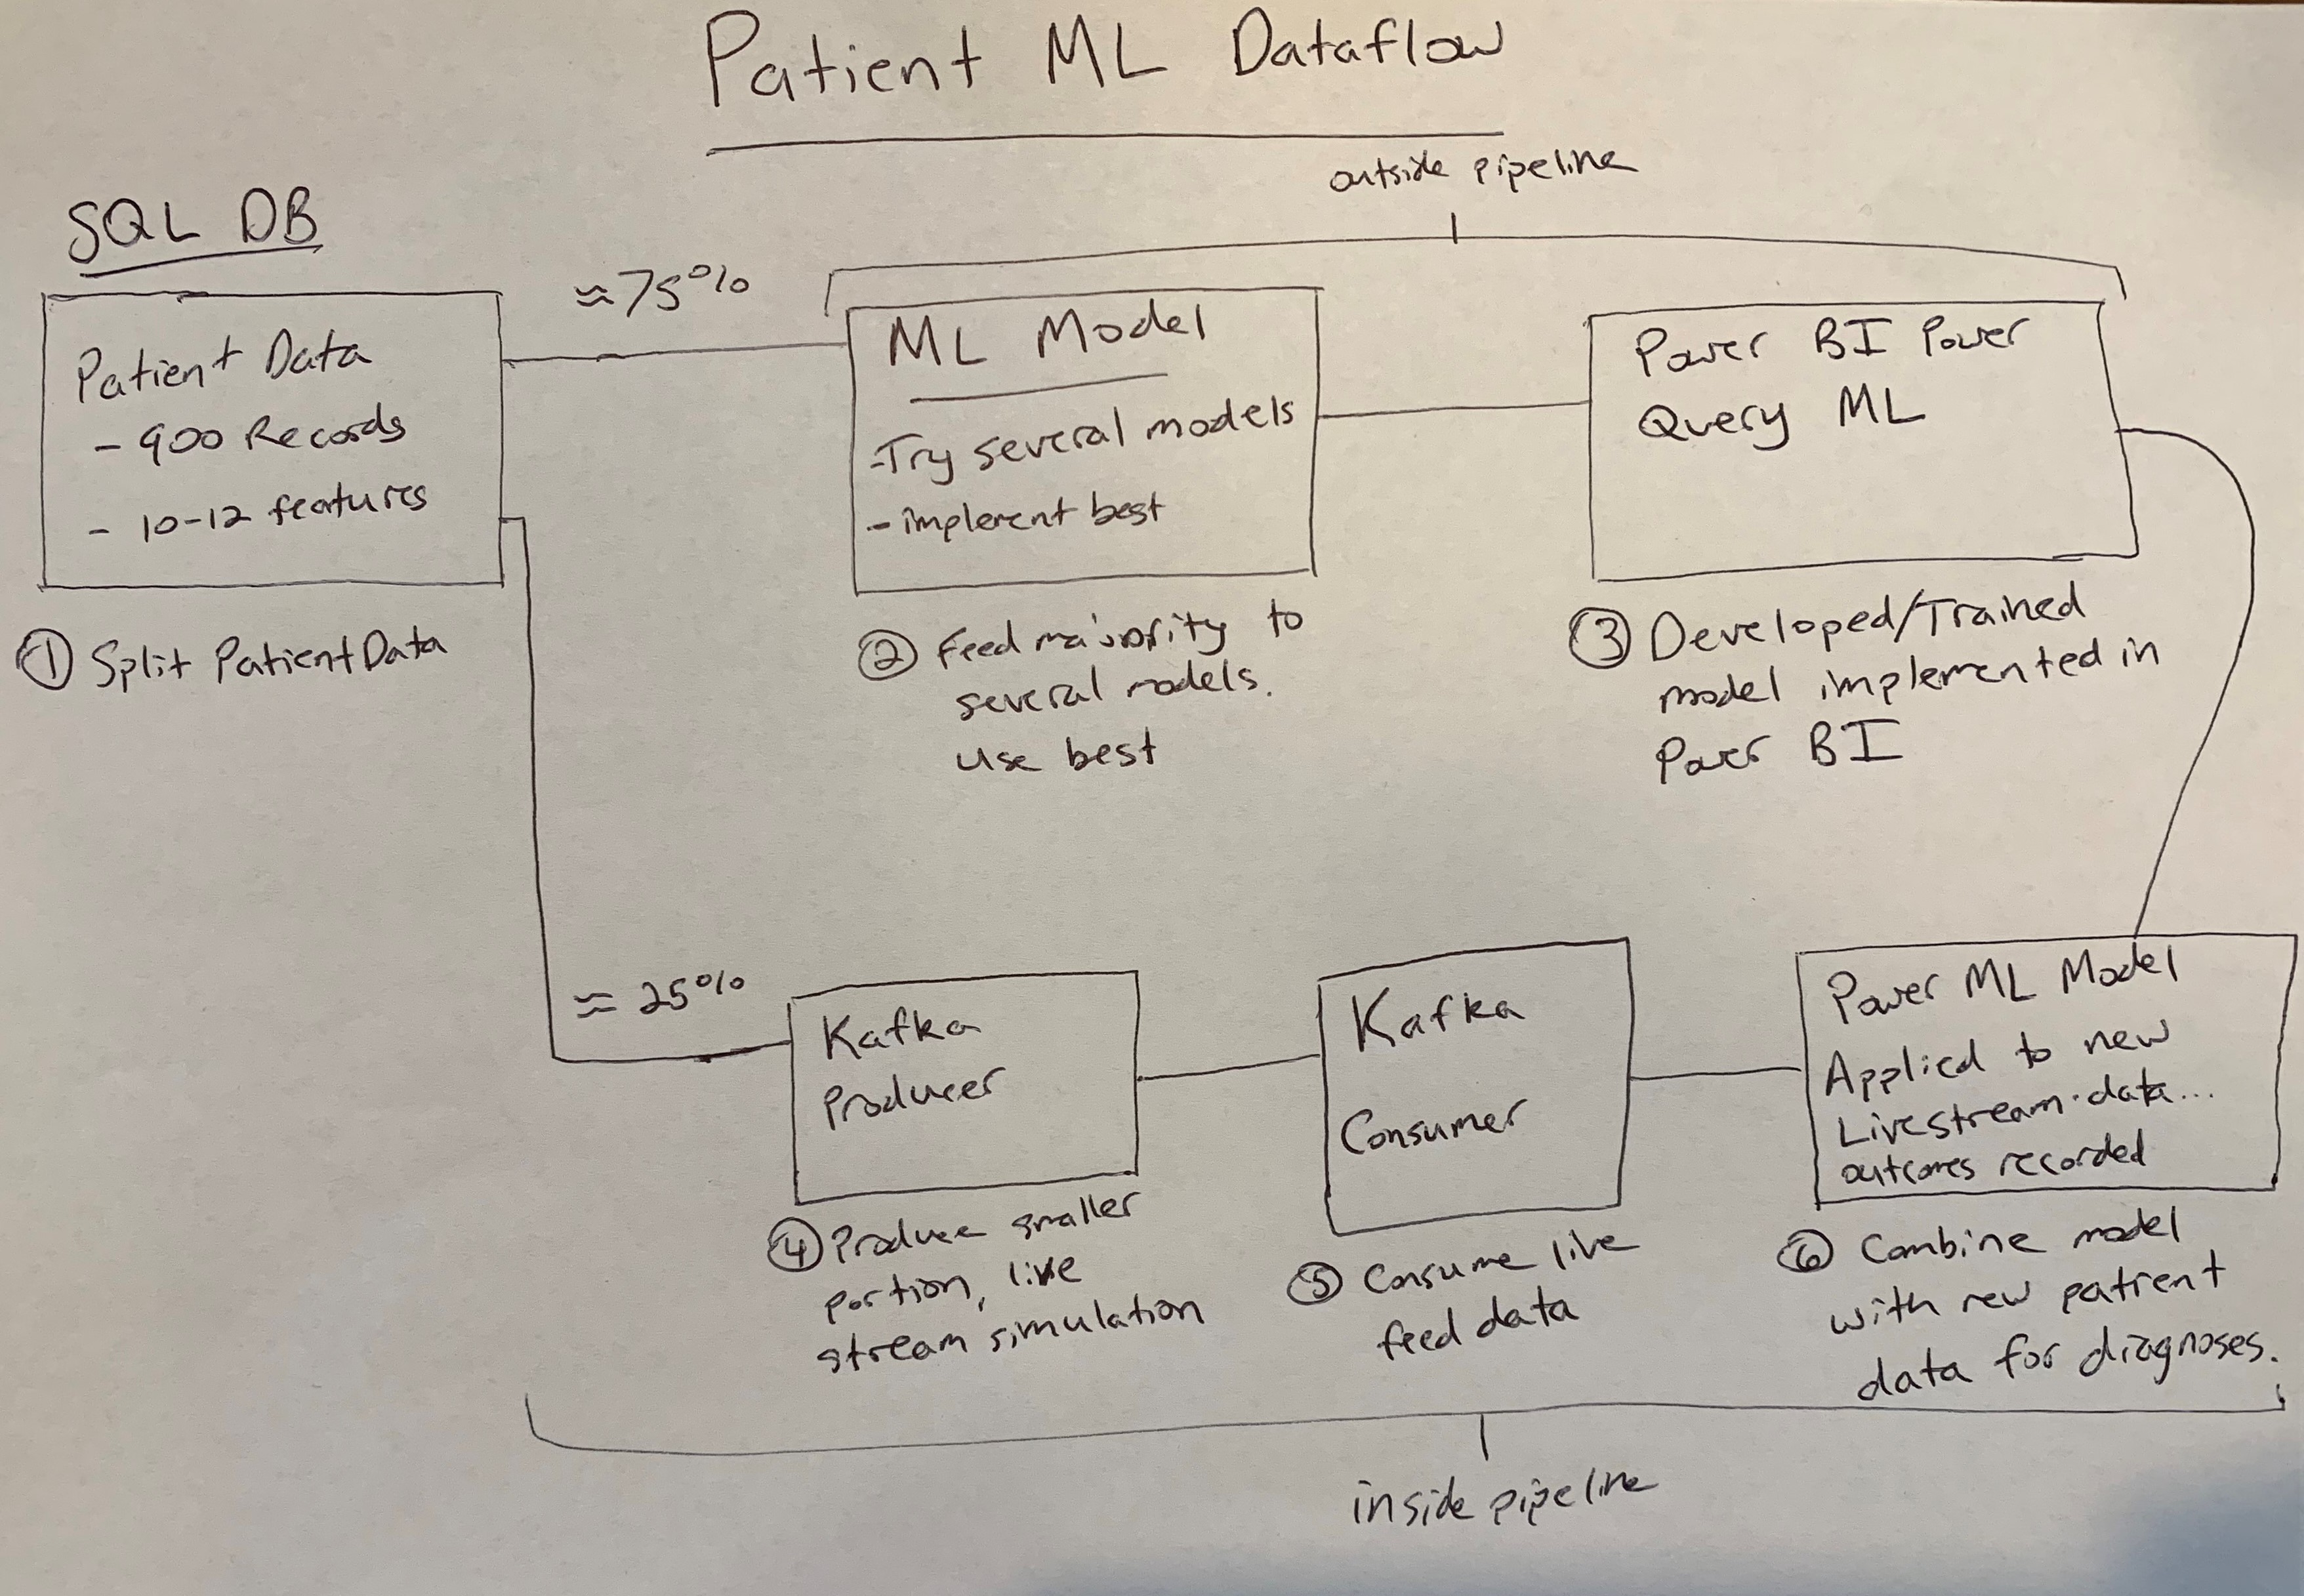 Patient ML Dataflow
outside pipeline
SQL DB
≈75%
Patient Data
- 900 Records
- 10-12 features
① Split Patient Data
ML Model
-Try several models
- implement best
② Feed majority to
several models.
use best
Power BI Power
Query ML
③ Developed/Trained
model implemented in
Power BI
≈ 25%
Kafka
Producer
④ Produce smaller
portion, live
stream simulation
Kafka
Consumer
⑤ Consume live
feed data
Power ML Model
Applied to new
Livestream data...
outcomes recorded
⑥ Combine model
with new patient
data for diagnoses.
inside pipeline